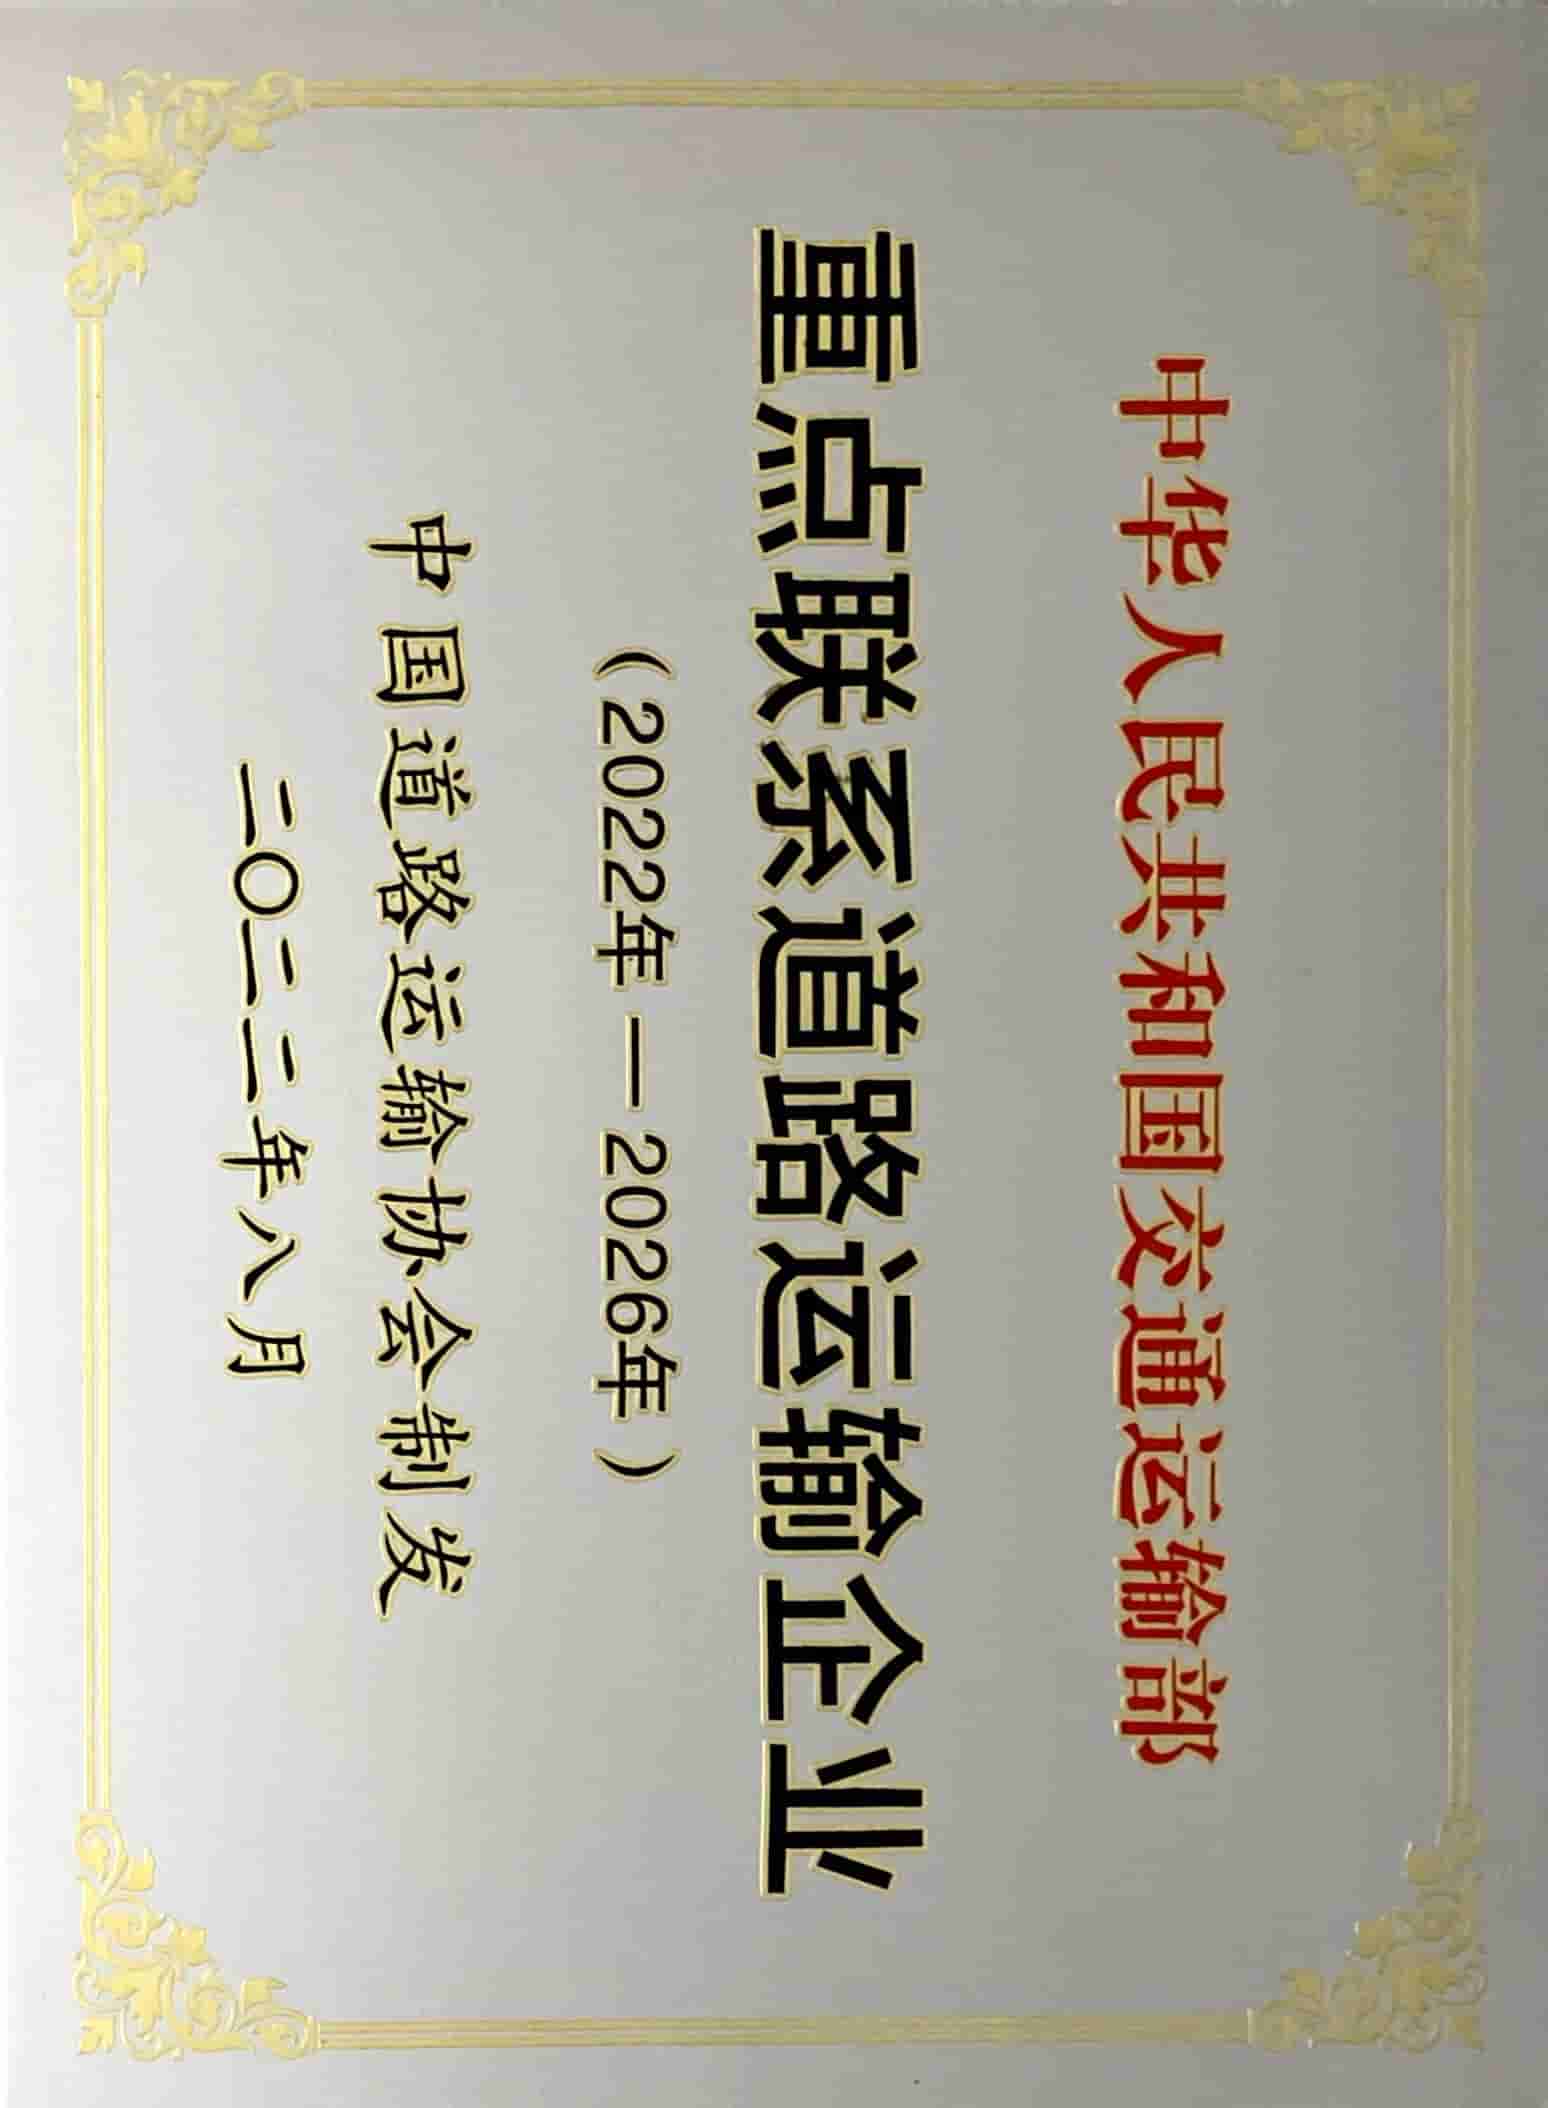 中华人民共和国交通运输部
重点联系道路运输企业
（2022年—2026年）
中国道路运输协会制发
二〇二二年八月